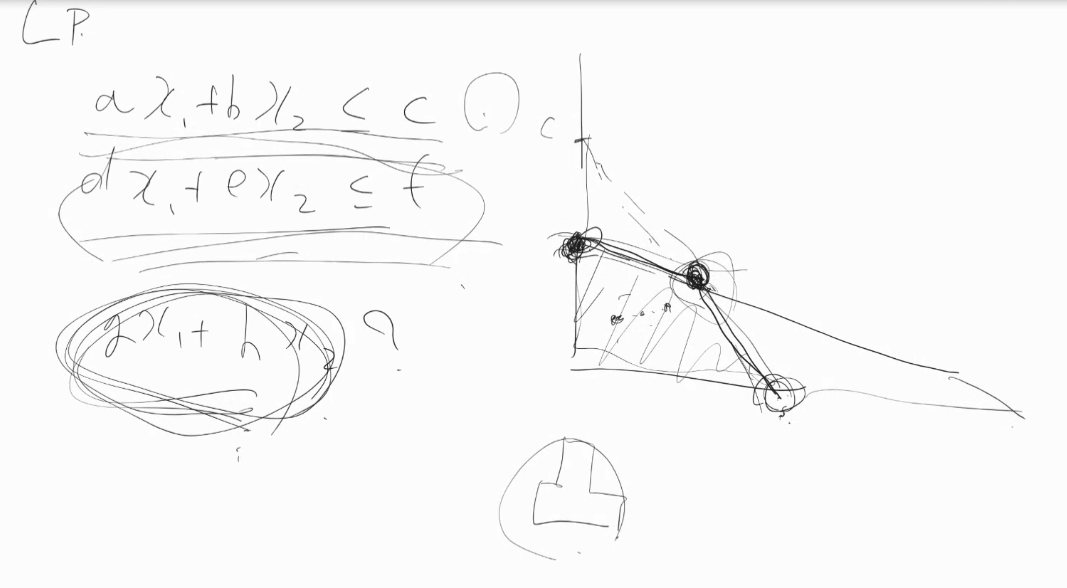 LP.
ax₁+bx₂ < c
c
dx₁+ex₂ ≤ f
gx₁+hx₂ ?